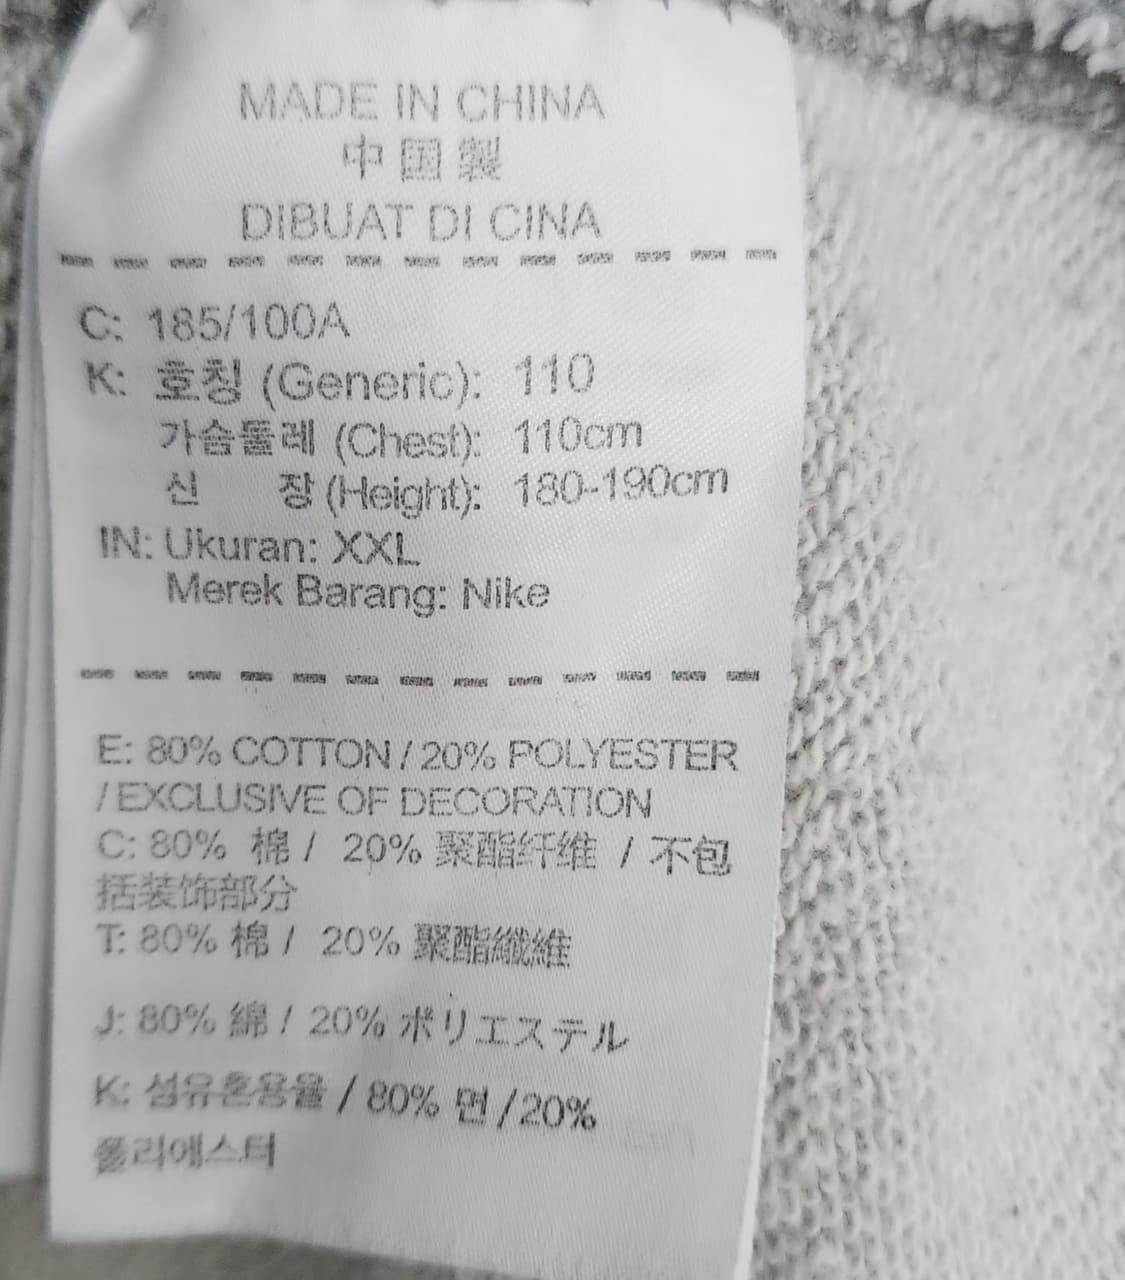 MADE IN CHINA
中国製
DIBUAT DI CINA
C: 185/100A
K: 호칭 (Generic): 110
가슴둘레 (Chest): 110cm
신 장 (Height): 180-190cm
IN: Ukuran: XXL
Merek Barang: Nike
E: 80% COTTON / 20% POLYESTER
/ EXCLUSIVE OF DECORATION
C: 80% 棉 / 20% 聚酯纤维 / 不包
括装饰部分
T: 80% 棉 / 20% 聚酯纖維
J: 80% 綿 / 20% ポリエステル
K: 섬유혼용율 / 80% 면 /20%
폴리에스터